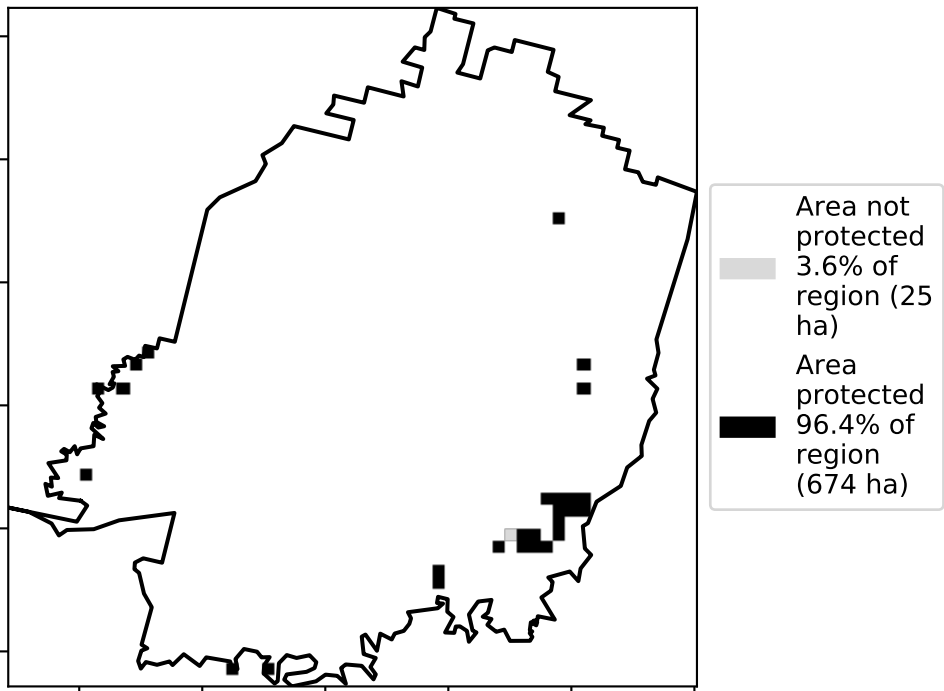 Area not
protected
3.6% of
region (25
ha)
Area
protected
96.4% of
region
(674 ha)